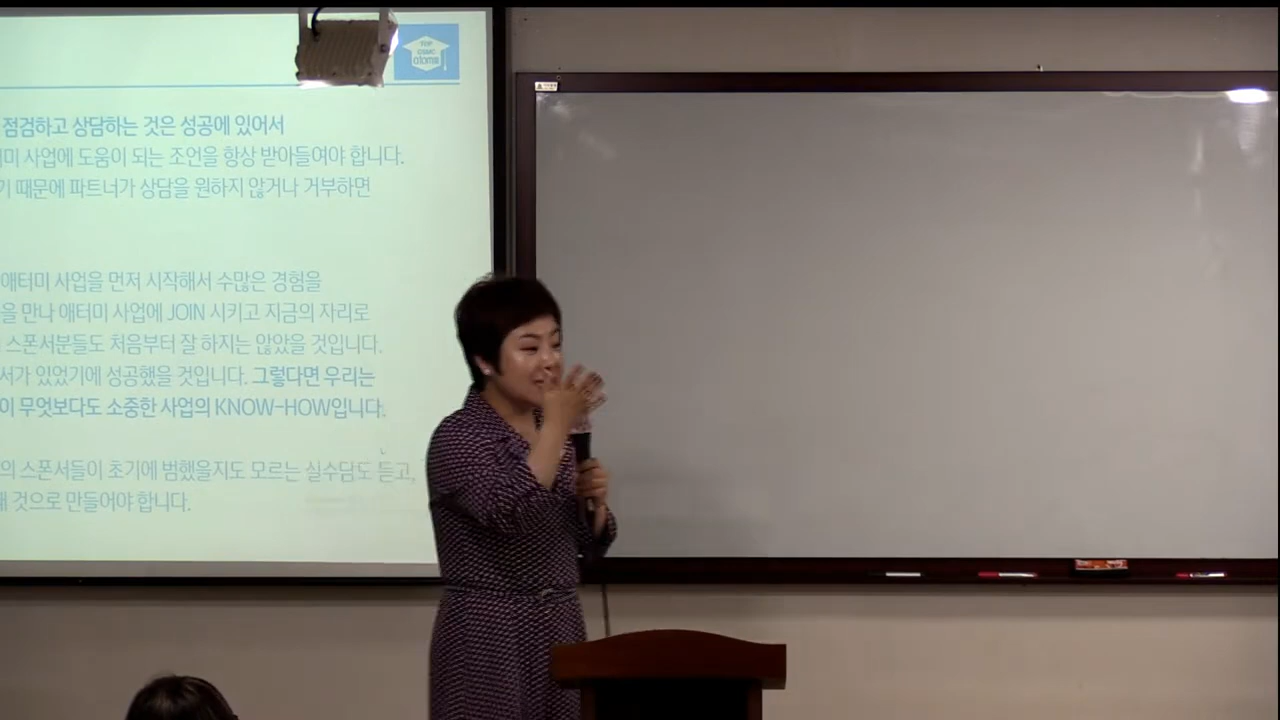 TOP
atomii
점검하고 상담하는 것은 성공에 있어서
사업에 도움이 되는 조언을 항상 받아들여야 합니다.
때문에 파트너가 상담을 원하지 않거나 거부하면
애터미 사업을 먼저 시작해서 수많은 경험을
을 만나 애터미 사업에 JOIN 시키고 지금의 자리로
스폰서분들도 처음부터 잘 하지는 않았을 것입니다.
서가 있었기에 성공했을 것입니다. 그렇다면 우리는
이 무엇보다도 소중한 사업의 KNOW-HOW입니다.
의 스폰서들이 초기에 범했을지도 모르는 실수담도 듣고,
것으로 만들어야 합니다.